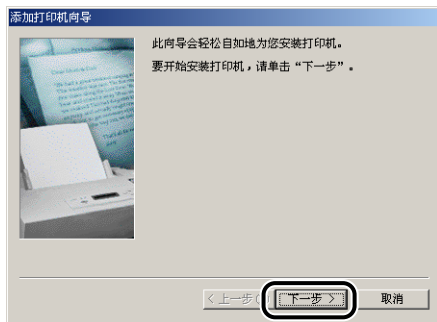 添加打印机向导
此向导会轻松自如地为您安装打印机。
要开始安装打印机，请单击“下一步”。
< 上一步(
下一步 >
取消